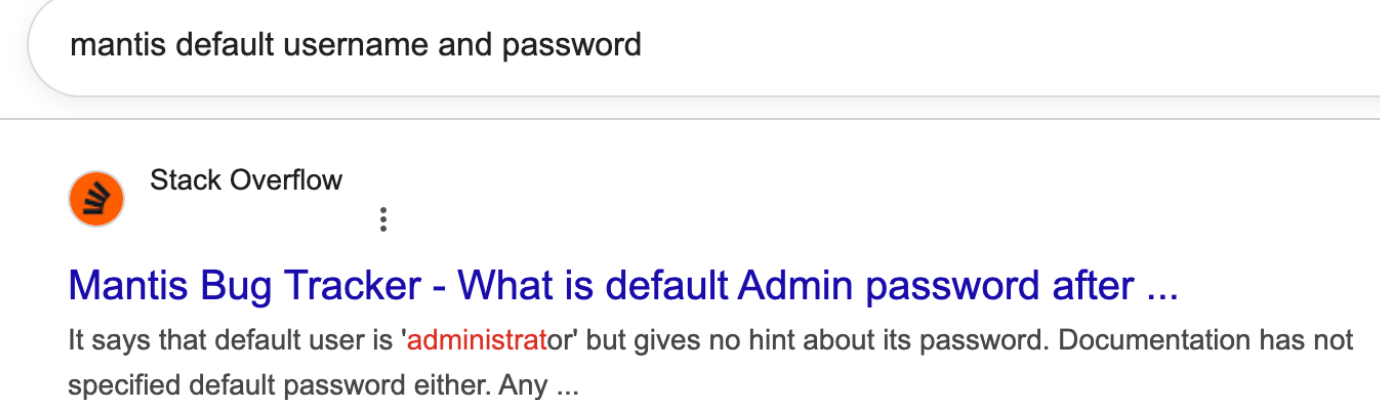 mantis default username and password
Stack Overflow
Mantis Bug Tracker - What is default Admin password after ...
It says that default user is 'administrator' but gives no hint about its password. Documentation has not
specified default password either. Any ...